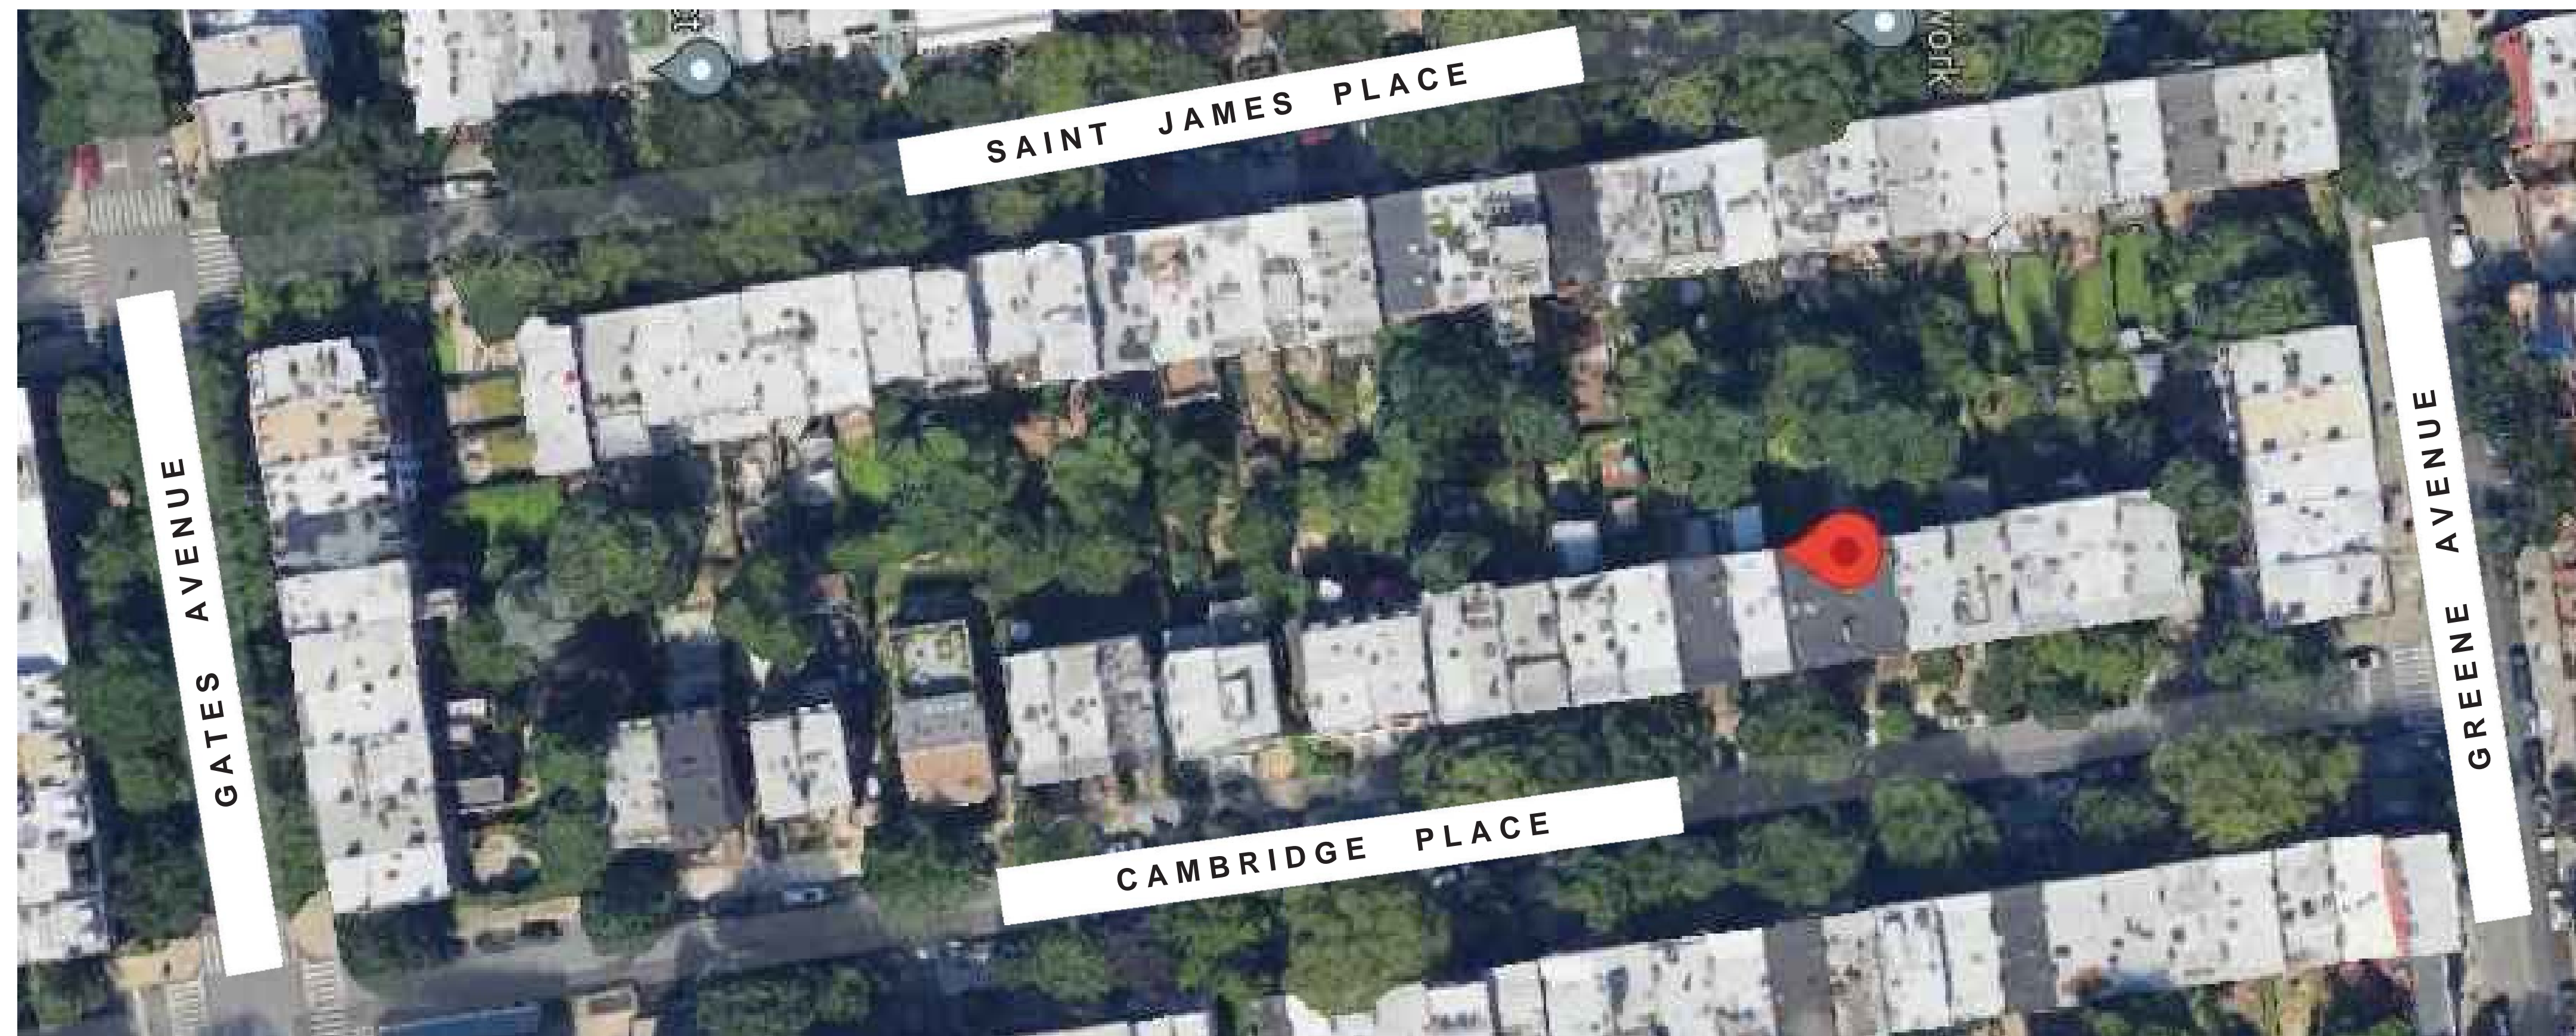 SAINT JAMES PLACE
GATES AVENUE
GREENE AVENUE
CAMBRIDGE PLACE